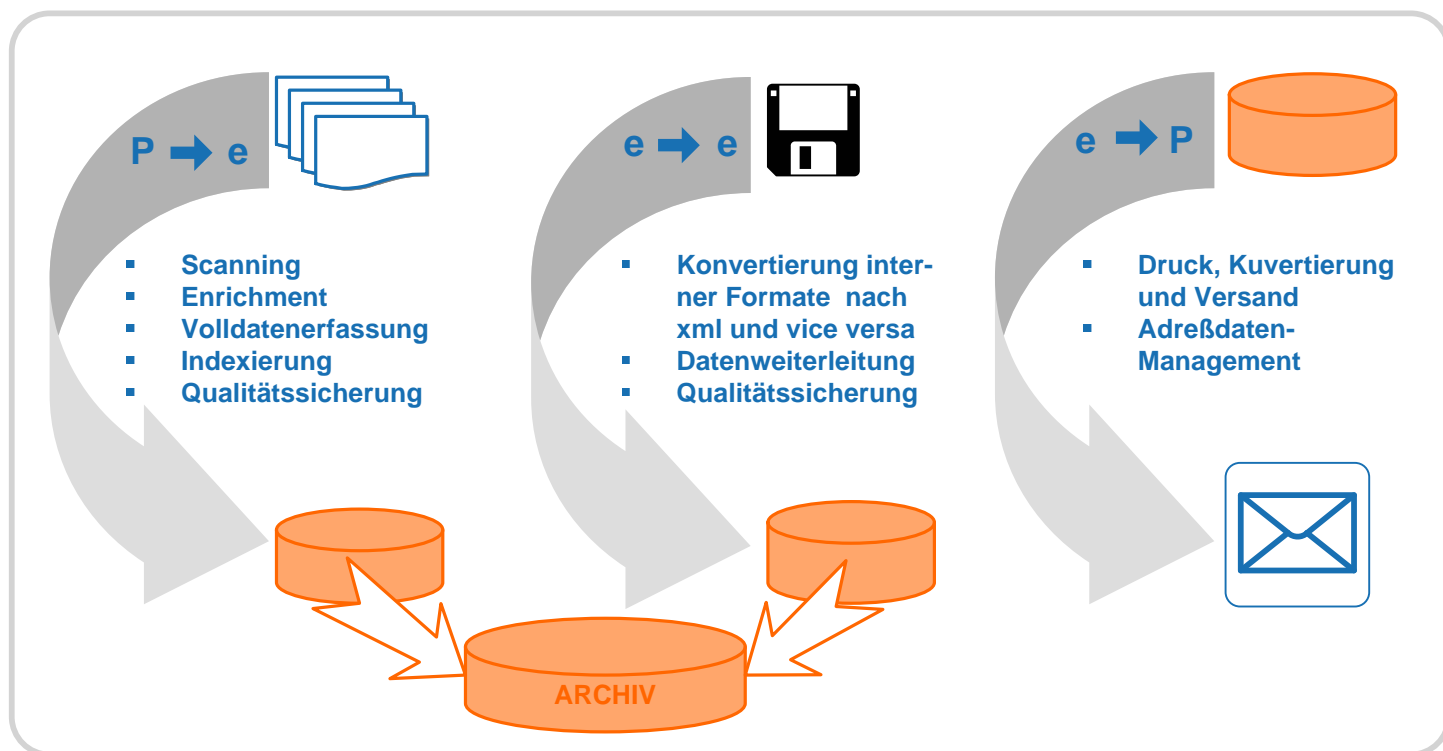 P ➡ e
▪ Scanning
▪ Enrichment
▪ Volldatenerfassung
▪ Indexierung
▪ Qualitätssicherung
e ➡ e
▪ Konvertierung inter-
ner Formate nach
xml und vice versa
▪ Datenweiterleitung
▪ Qualitätssicherung
e ➡ P
▪ Druck, Kuvertierung
und Versand
▪ Adreßdaten-
Management
ARCHIV